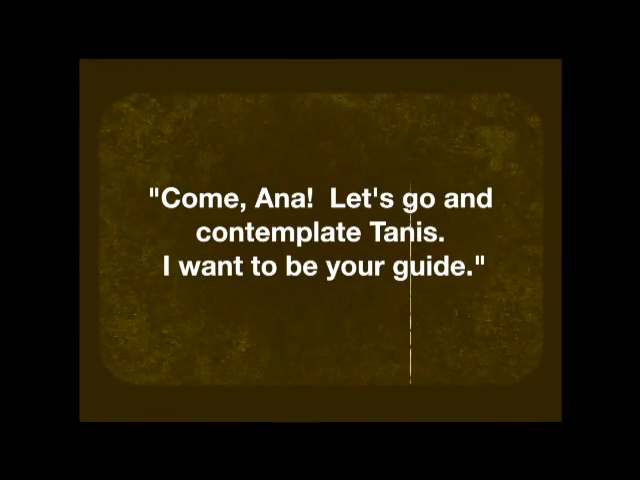 "Come, Ana!  Let's go and
contemplate Tanis.
I want to be your guide."